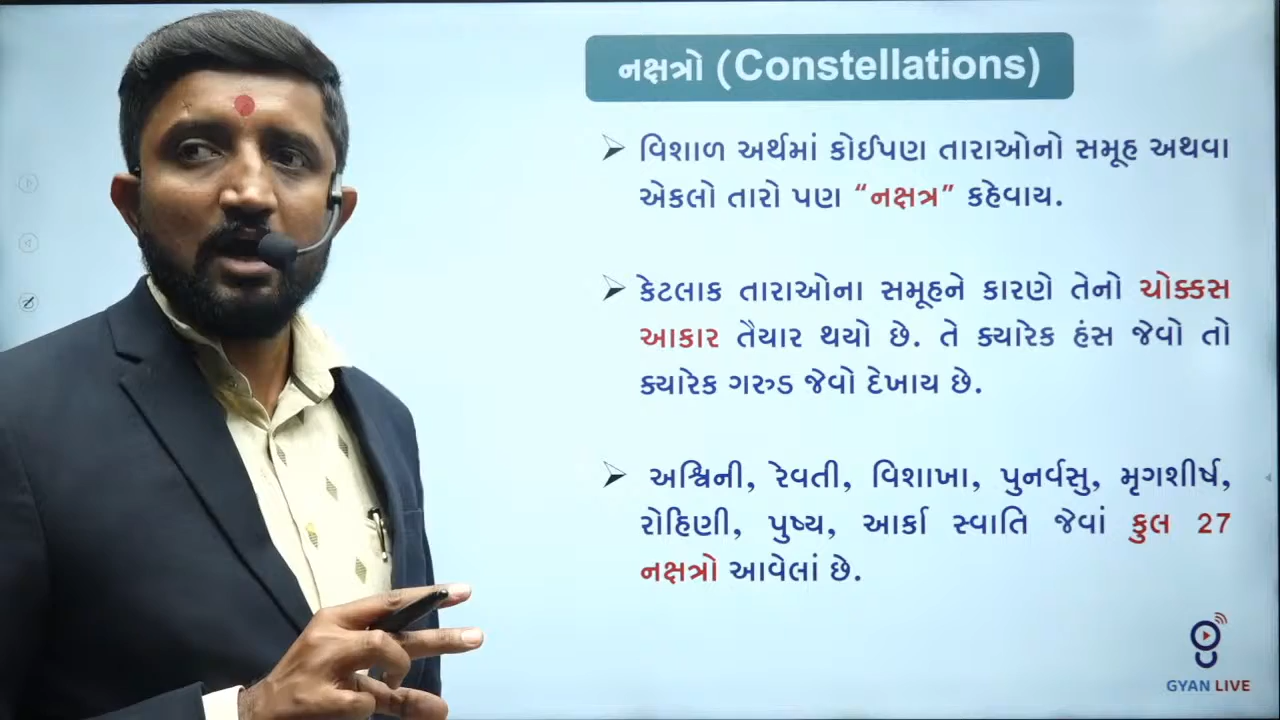 નક્ષત્રો (Constellations)
વિશાળ અર્થમાં કોઈપણ તારાઓનો સમૂહ અથવા
એકલો તારો પણ “નક્ષત્ર” કહેવાય.
કેટલાક તારાઓના સમૂહને કારણે તેનો ચોક્કસ
આકાર તૈયાર થયો છે. તે ક્યારેક હંસ જેવો તો
ક્યારેક ગરુડ જેવો દેખાય છે.
અશ્વિની, રેવતી, વિશાખા, પુનર્વસુ, મૃગશીર્ષ,
રોહિણી, પુષ્ય, આર્કા સ્વાતિ જેવાં કુલ 27
નક્ષત્રો આવેલાં છે.
GYAN LIVE